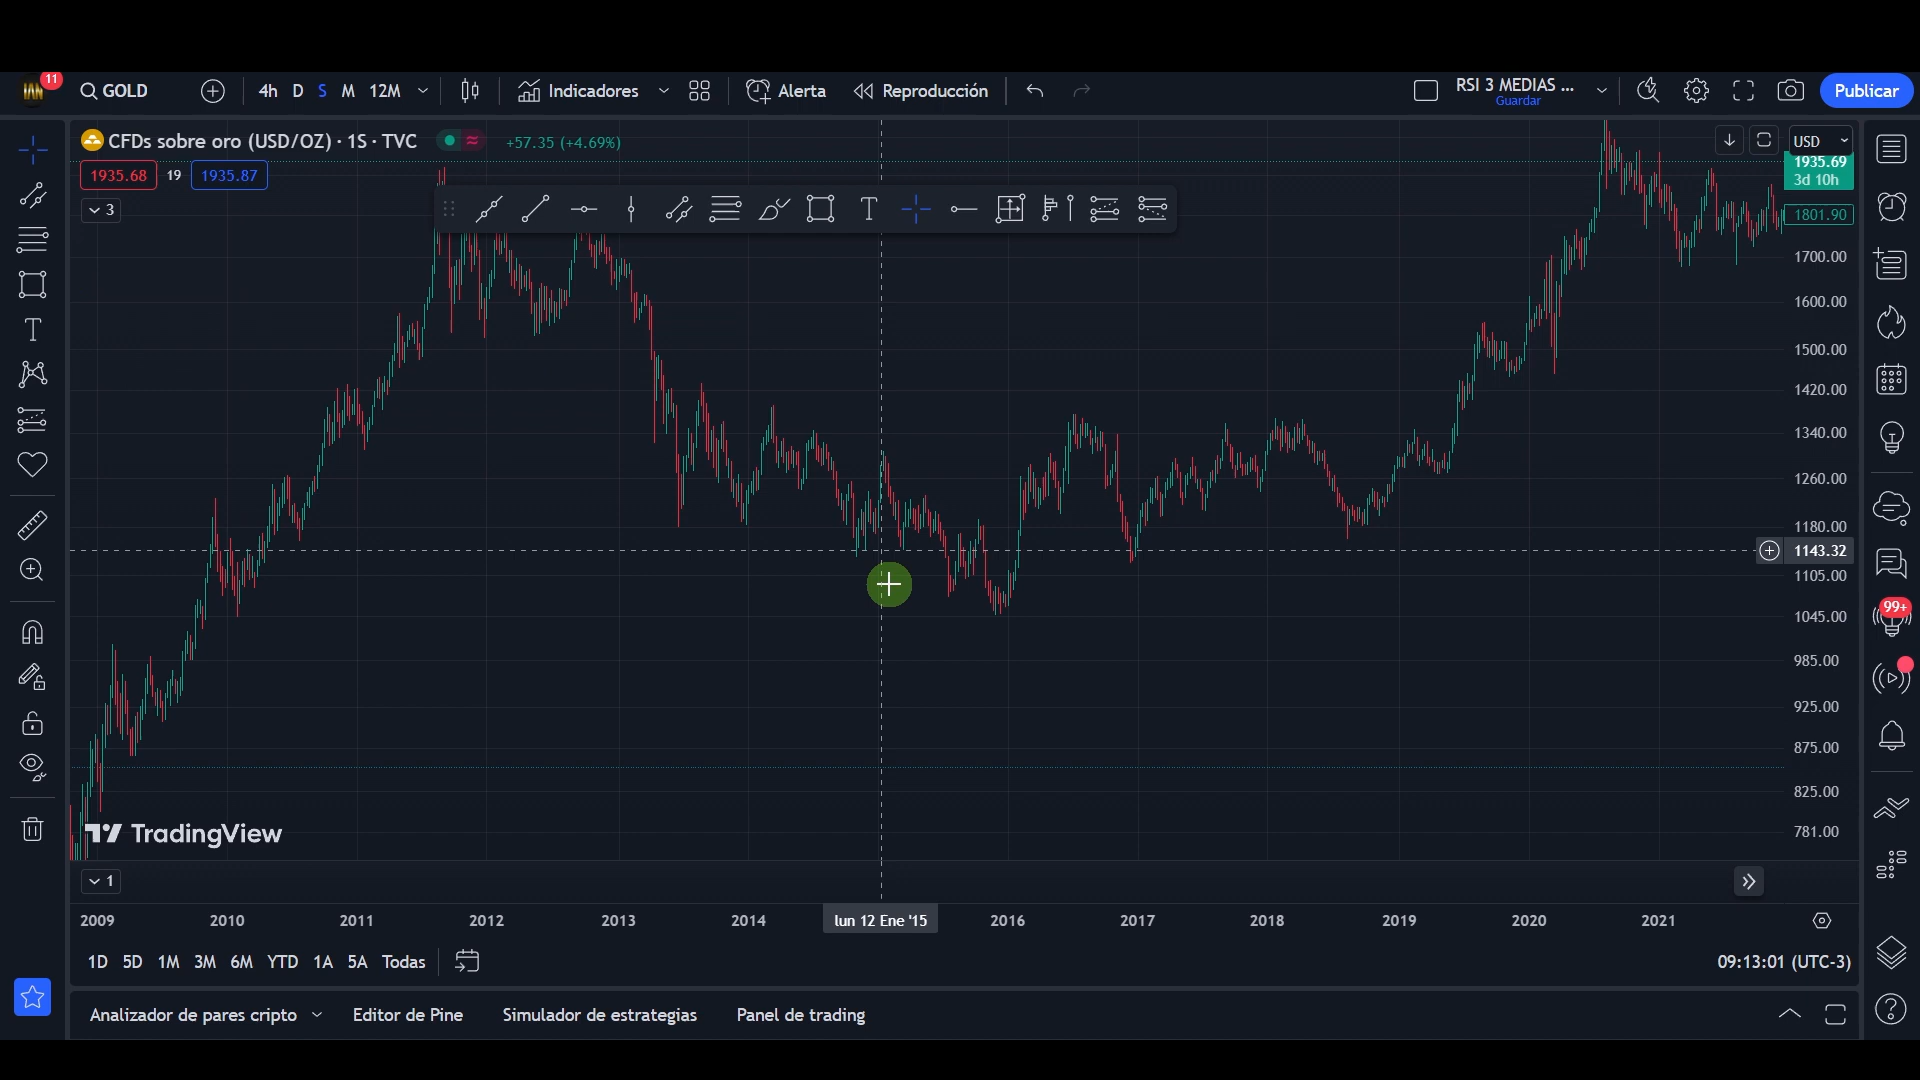 11
GOLD
4h D S M 12M
Indicadores
Alerta
Reproducción
RSI 3 MEDIAS ...
Guardar
Publicar
CFDs sobre oro (USD/OZ) · 1S · TVC
+57.35 (+4.69%)
USD
1935.68 19 1935.87
1935.69
3d 10h
3
1801.90
1700.00
1600.00
1500.00
1420.00
1340.00
1260.00
1180.00
1143.32
1105.00
99+
1045.00
985.00
925.00
875.00
825.00
781.00
TradingView
1
2009 2010 2011 2012 2013 2014 lun 12 Ene '15 2016 2017 2018 2019 2020 2021
1D 5D 1M 3M 6M YTD 1A 5A Todas
09:13:01 (UTC-3)
Analizador de pares cripto
Editor de Pine
Simulador de estrategias
Panel de trading